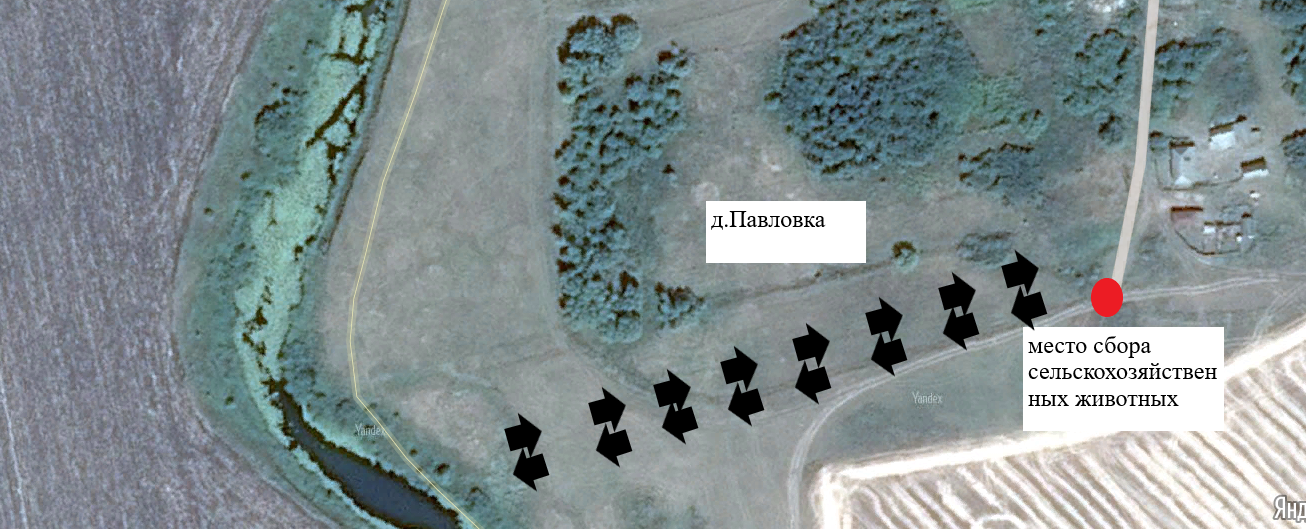 д.Павловка
место сбора
сельскохозяйствен
ных животных
Yandex
Yandex
Янд